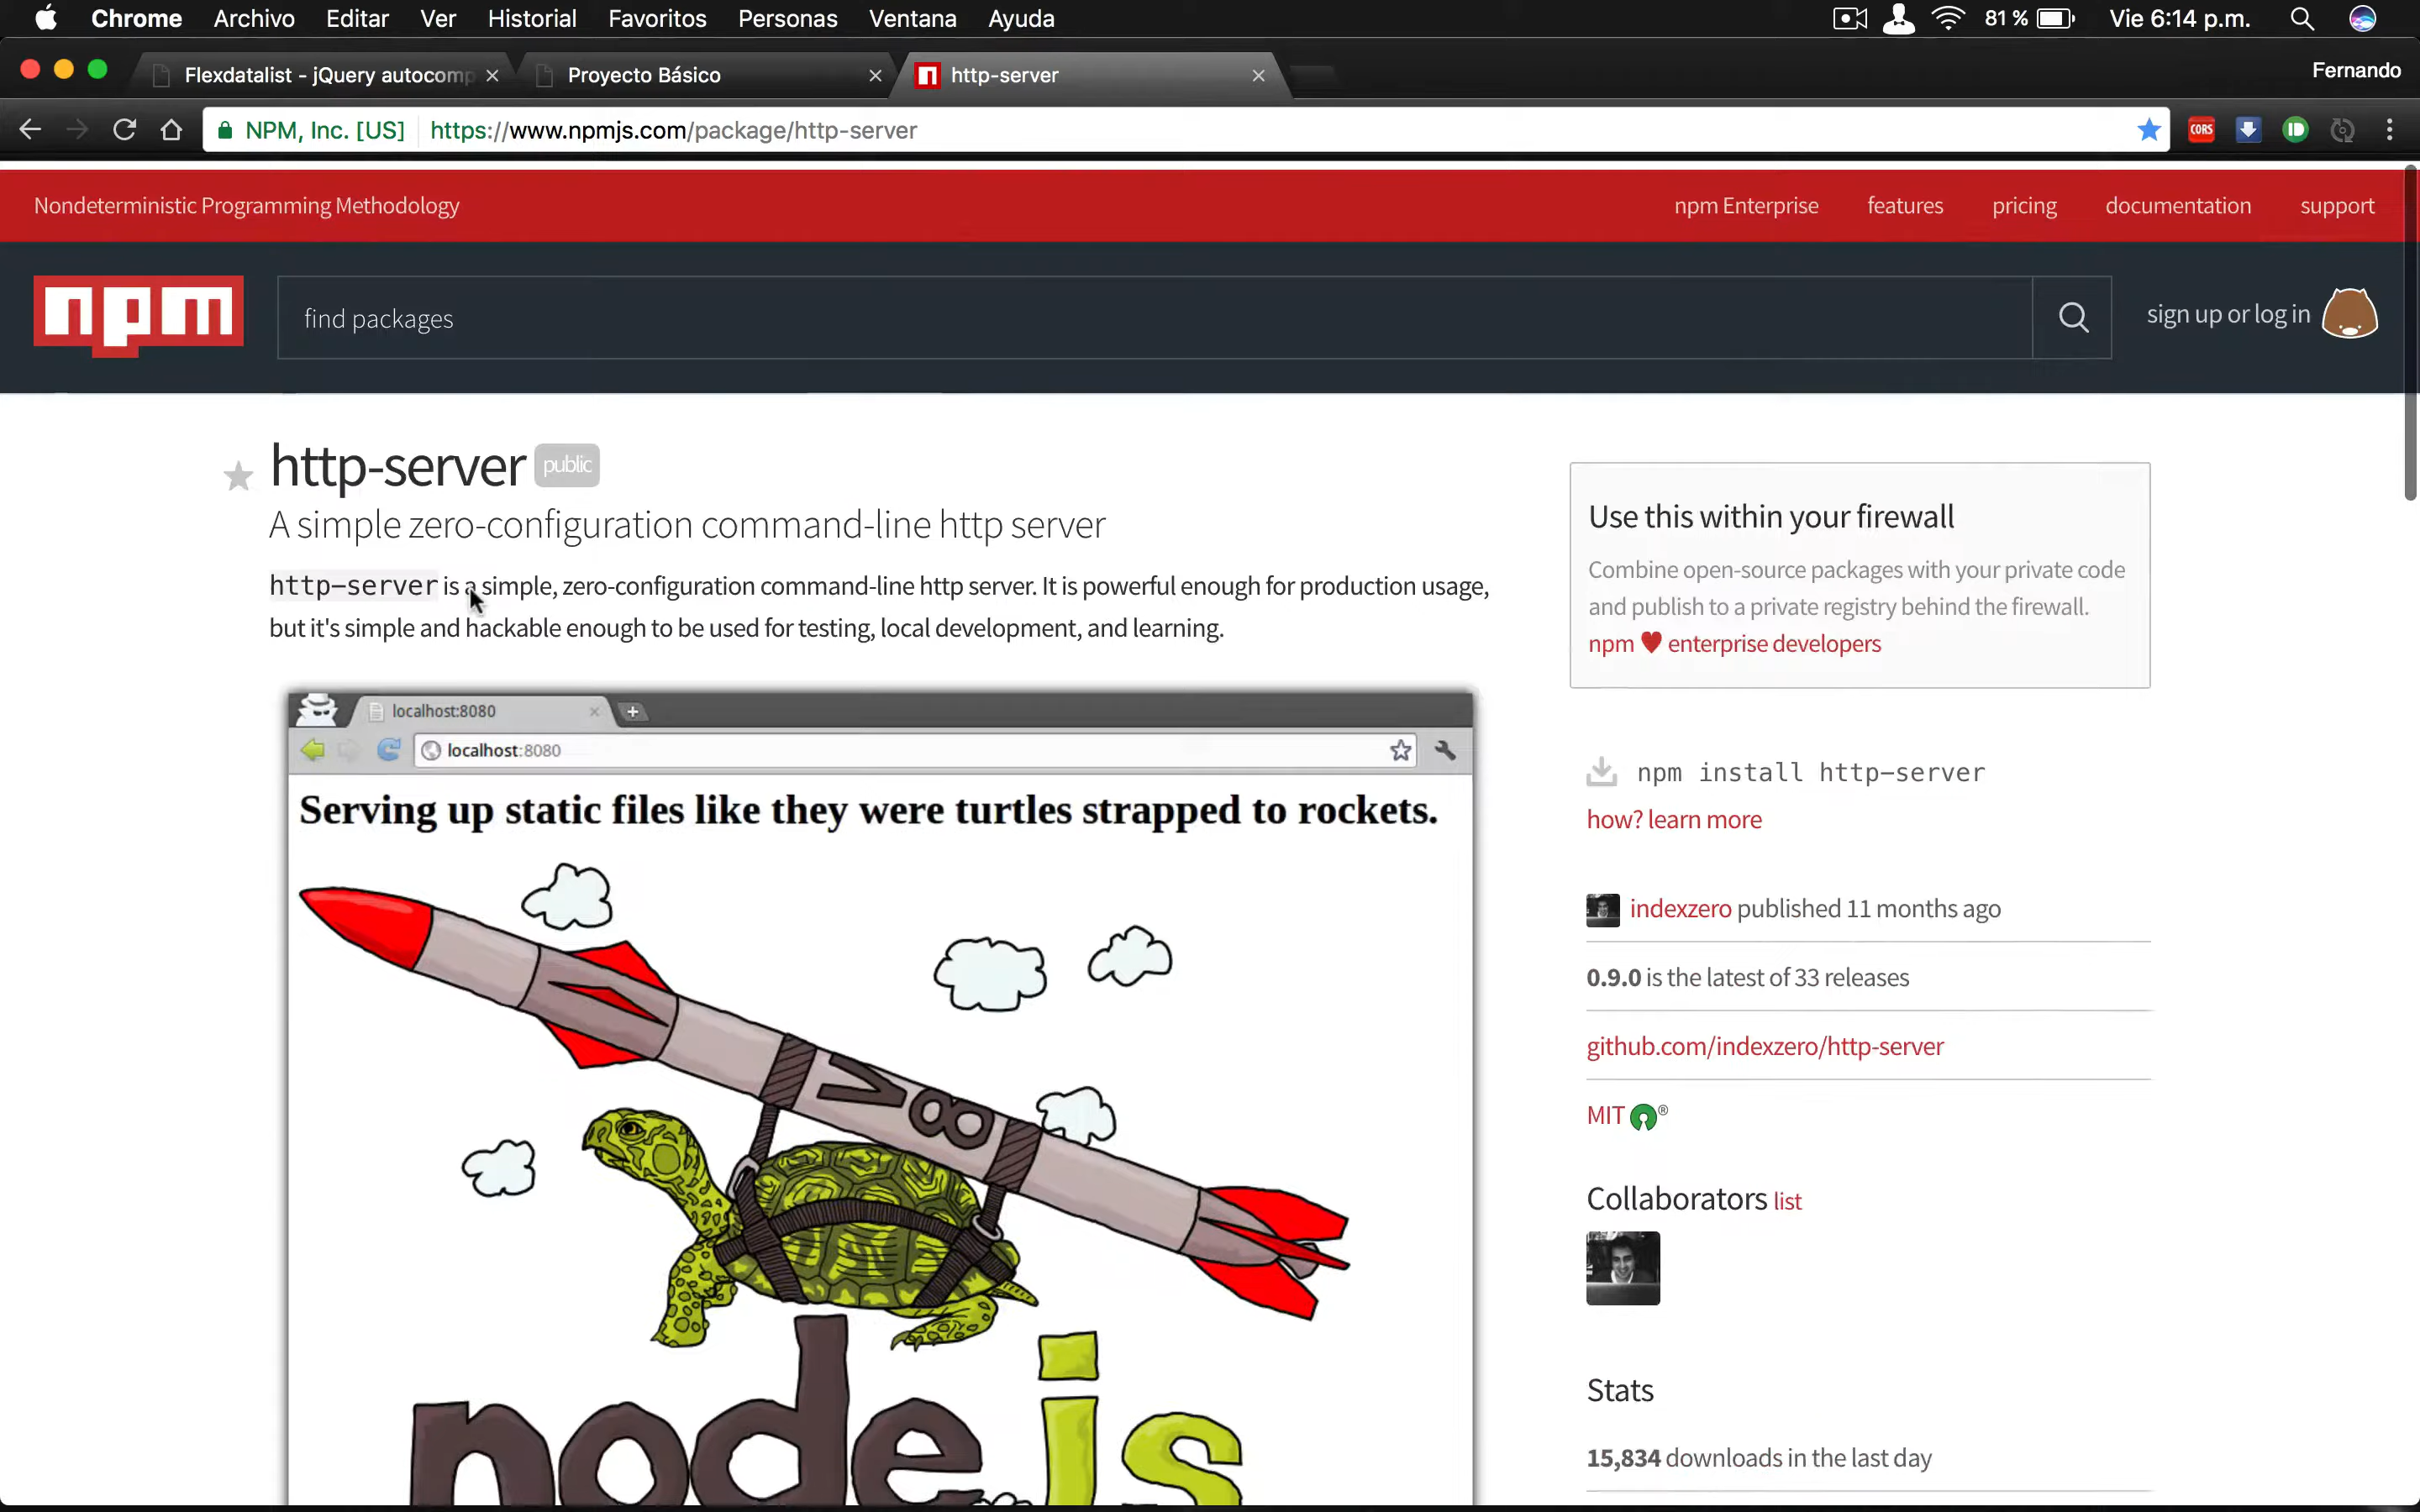 Chrome Archivo Editar Ver Historial Favoritos Personas Ventana Ayuda 81 % Vie 6:14 p.m.
Flexdatalist - jQuery autocomp Proyecto Básico http-server Fernando
NPM, Inc. [US] https://www.npmjs.com/package/http-server CORS
Nondeterministic Programming Methodology npm Enterprise features pricing documentation support
npm find packages sign up or log in
http-server public
A simple zero-configuration command-line http server
http-server is a simple, zero-configuration command-line http server. It is powerful enough for production usage,
but it's simple and hackable enough to be used for testing, local development, and learning.
localhost:8080
localhost:8080
Serving up static files like they were turtles strapped to rockets.
V8
node.js
Use this within your firewall
Combine open-source packages with your private code
and publish to a private registry behind the firewall.
npm ♥ enterprise developers
npm install http-server
how? learn more
indexzero published 11 months ago
0.9.0 is the latest of 33 releases
github.com/indexzero/http-server
MIT ®
Collaborators list
Stats
15,834 downloads in the last day